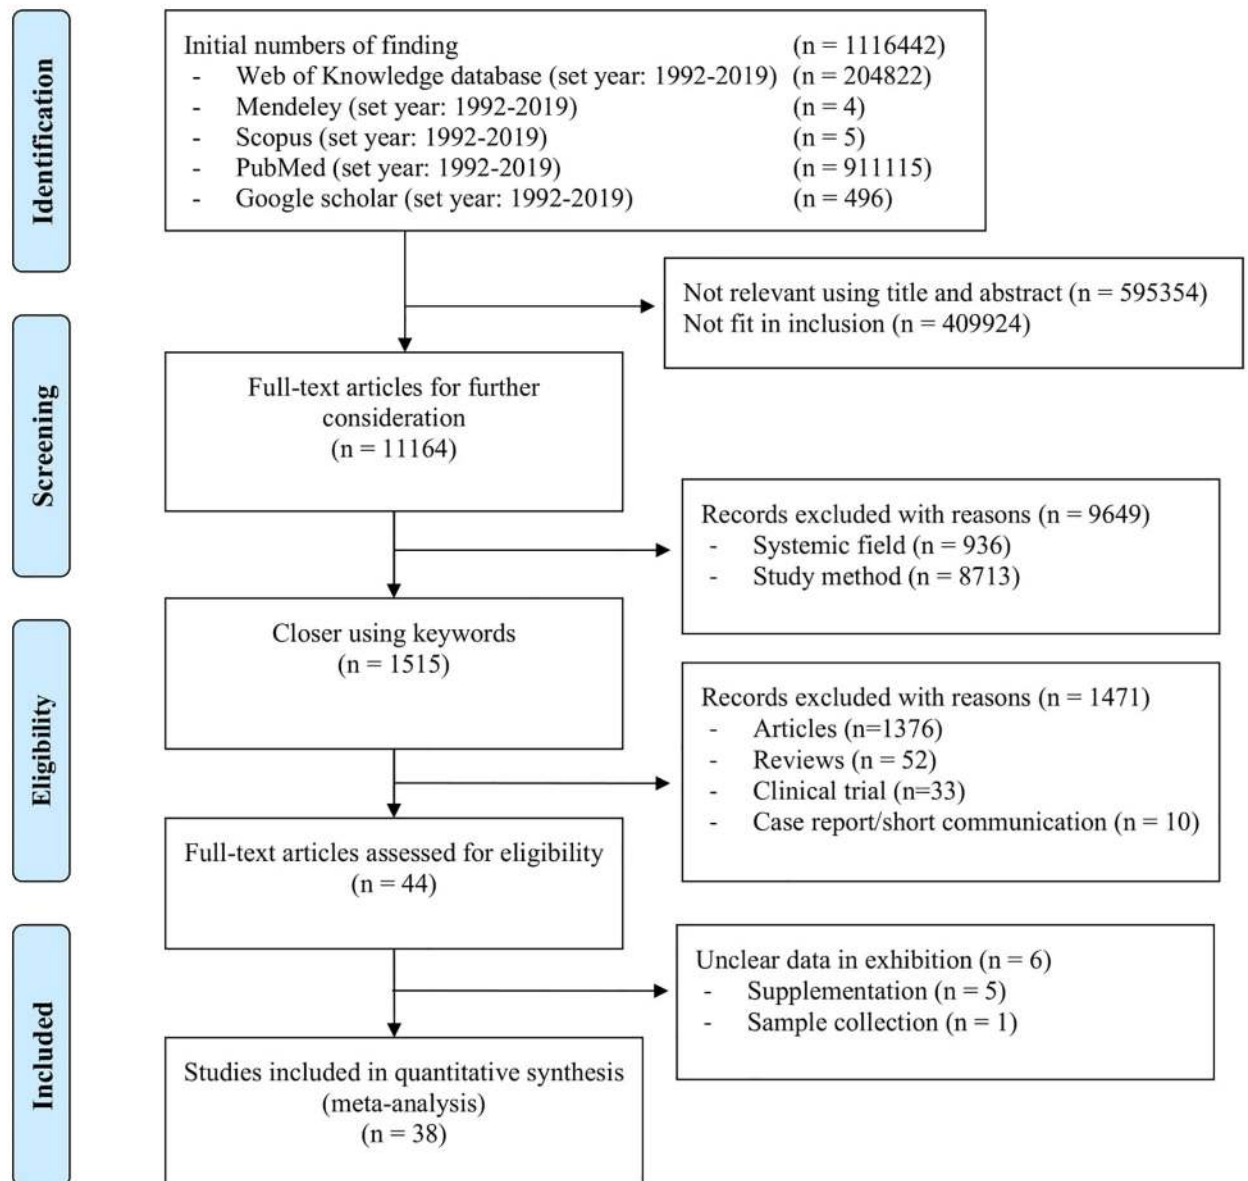 Identification
Initial numbers of finding (n = 1116442)
- Web of Knowledge database (set year: 1992-2019) (n = 204822)
- Mendeley (set year: 1992-2019) (n = 4)
- Scopus (set year: 1992-2019) (n = 5)
- PubMed (set year: 1992-2019) (n = 911115)
- Google scholar (set year: 1992-2019) (n = 496)
Not relevant using title and abstract (n = 595354)
Not fit in inclusion (n = 409924)
Screening
Full-text articles for further
consideration
(n = 11164)
Records excluded with reasons (n = 9649)
- Systemic field (n = 936)
- Study method (n = 8713)
Eligibility
Closer using keywords
(n = 1515)
Records excluded with reasons (n = 1471)
- Articles (n=1376)
- Reviews (n = 52)
- Clinical trial (n=33)
- Case report/short communication (n = 10)
Full-text articles assessed for eligibility
(n = 44)
Included
Unclear data in exhibition (n = 6)
- Supplementation (n = 5)
- Sample collection (n = 1)
Studies included in quantitative synthesis
(meta-analysis)
(n = 38)